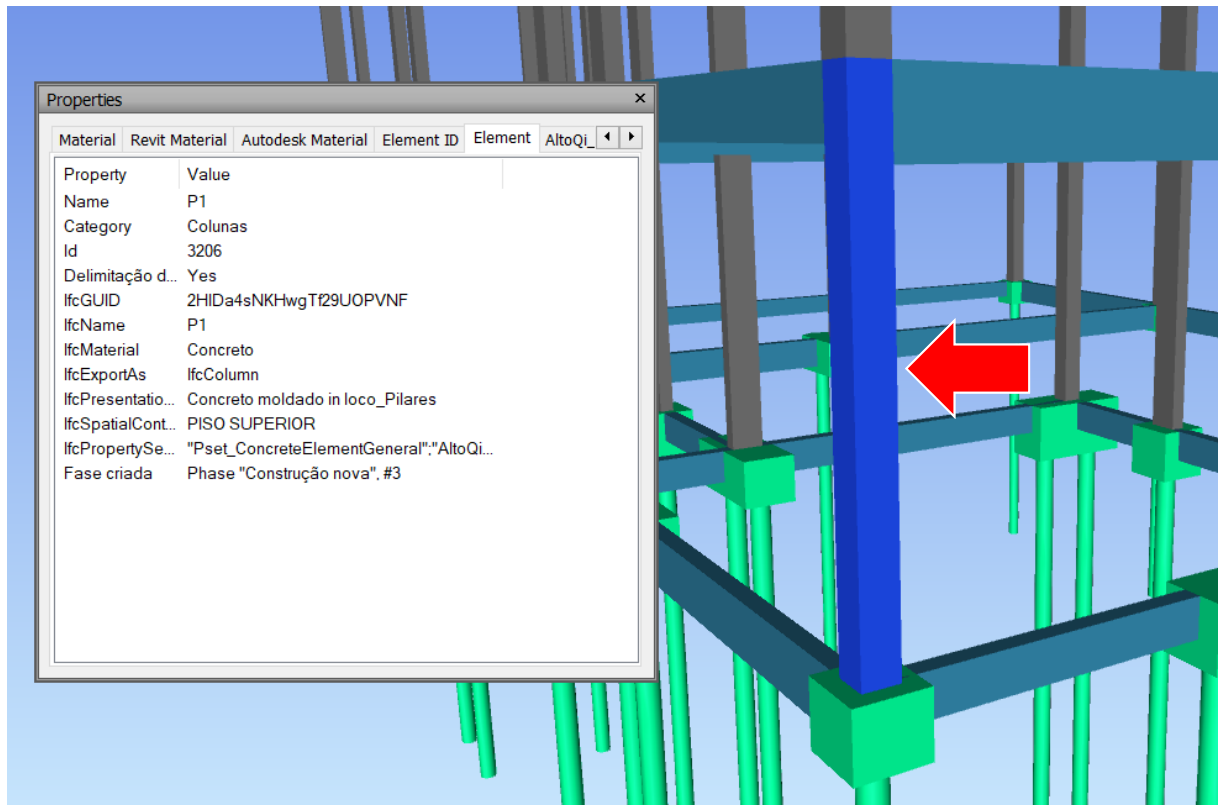 Properties
Material Revit Material Autodesk Material Element ID Element AltoQi_
Property Value
Name P1
Category Colunas
Id 3206
Delimitação d... Yes
IfcGUID 2HIDa4sNKHwgTf29UOPVNF
IfcName P1
IfcMaterial Concreto
IfcExportAs IfcColumn
IfcPresentatio... Concreto moldado in loco_Pilares
IfcSpatialCont... PISO SUPERIOR
IfcPropertySe... "Pset_ConcreteElementGeneral";"AltoQi...
Fase criada Phase "Construção nova", #3